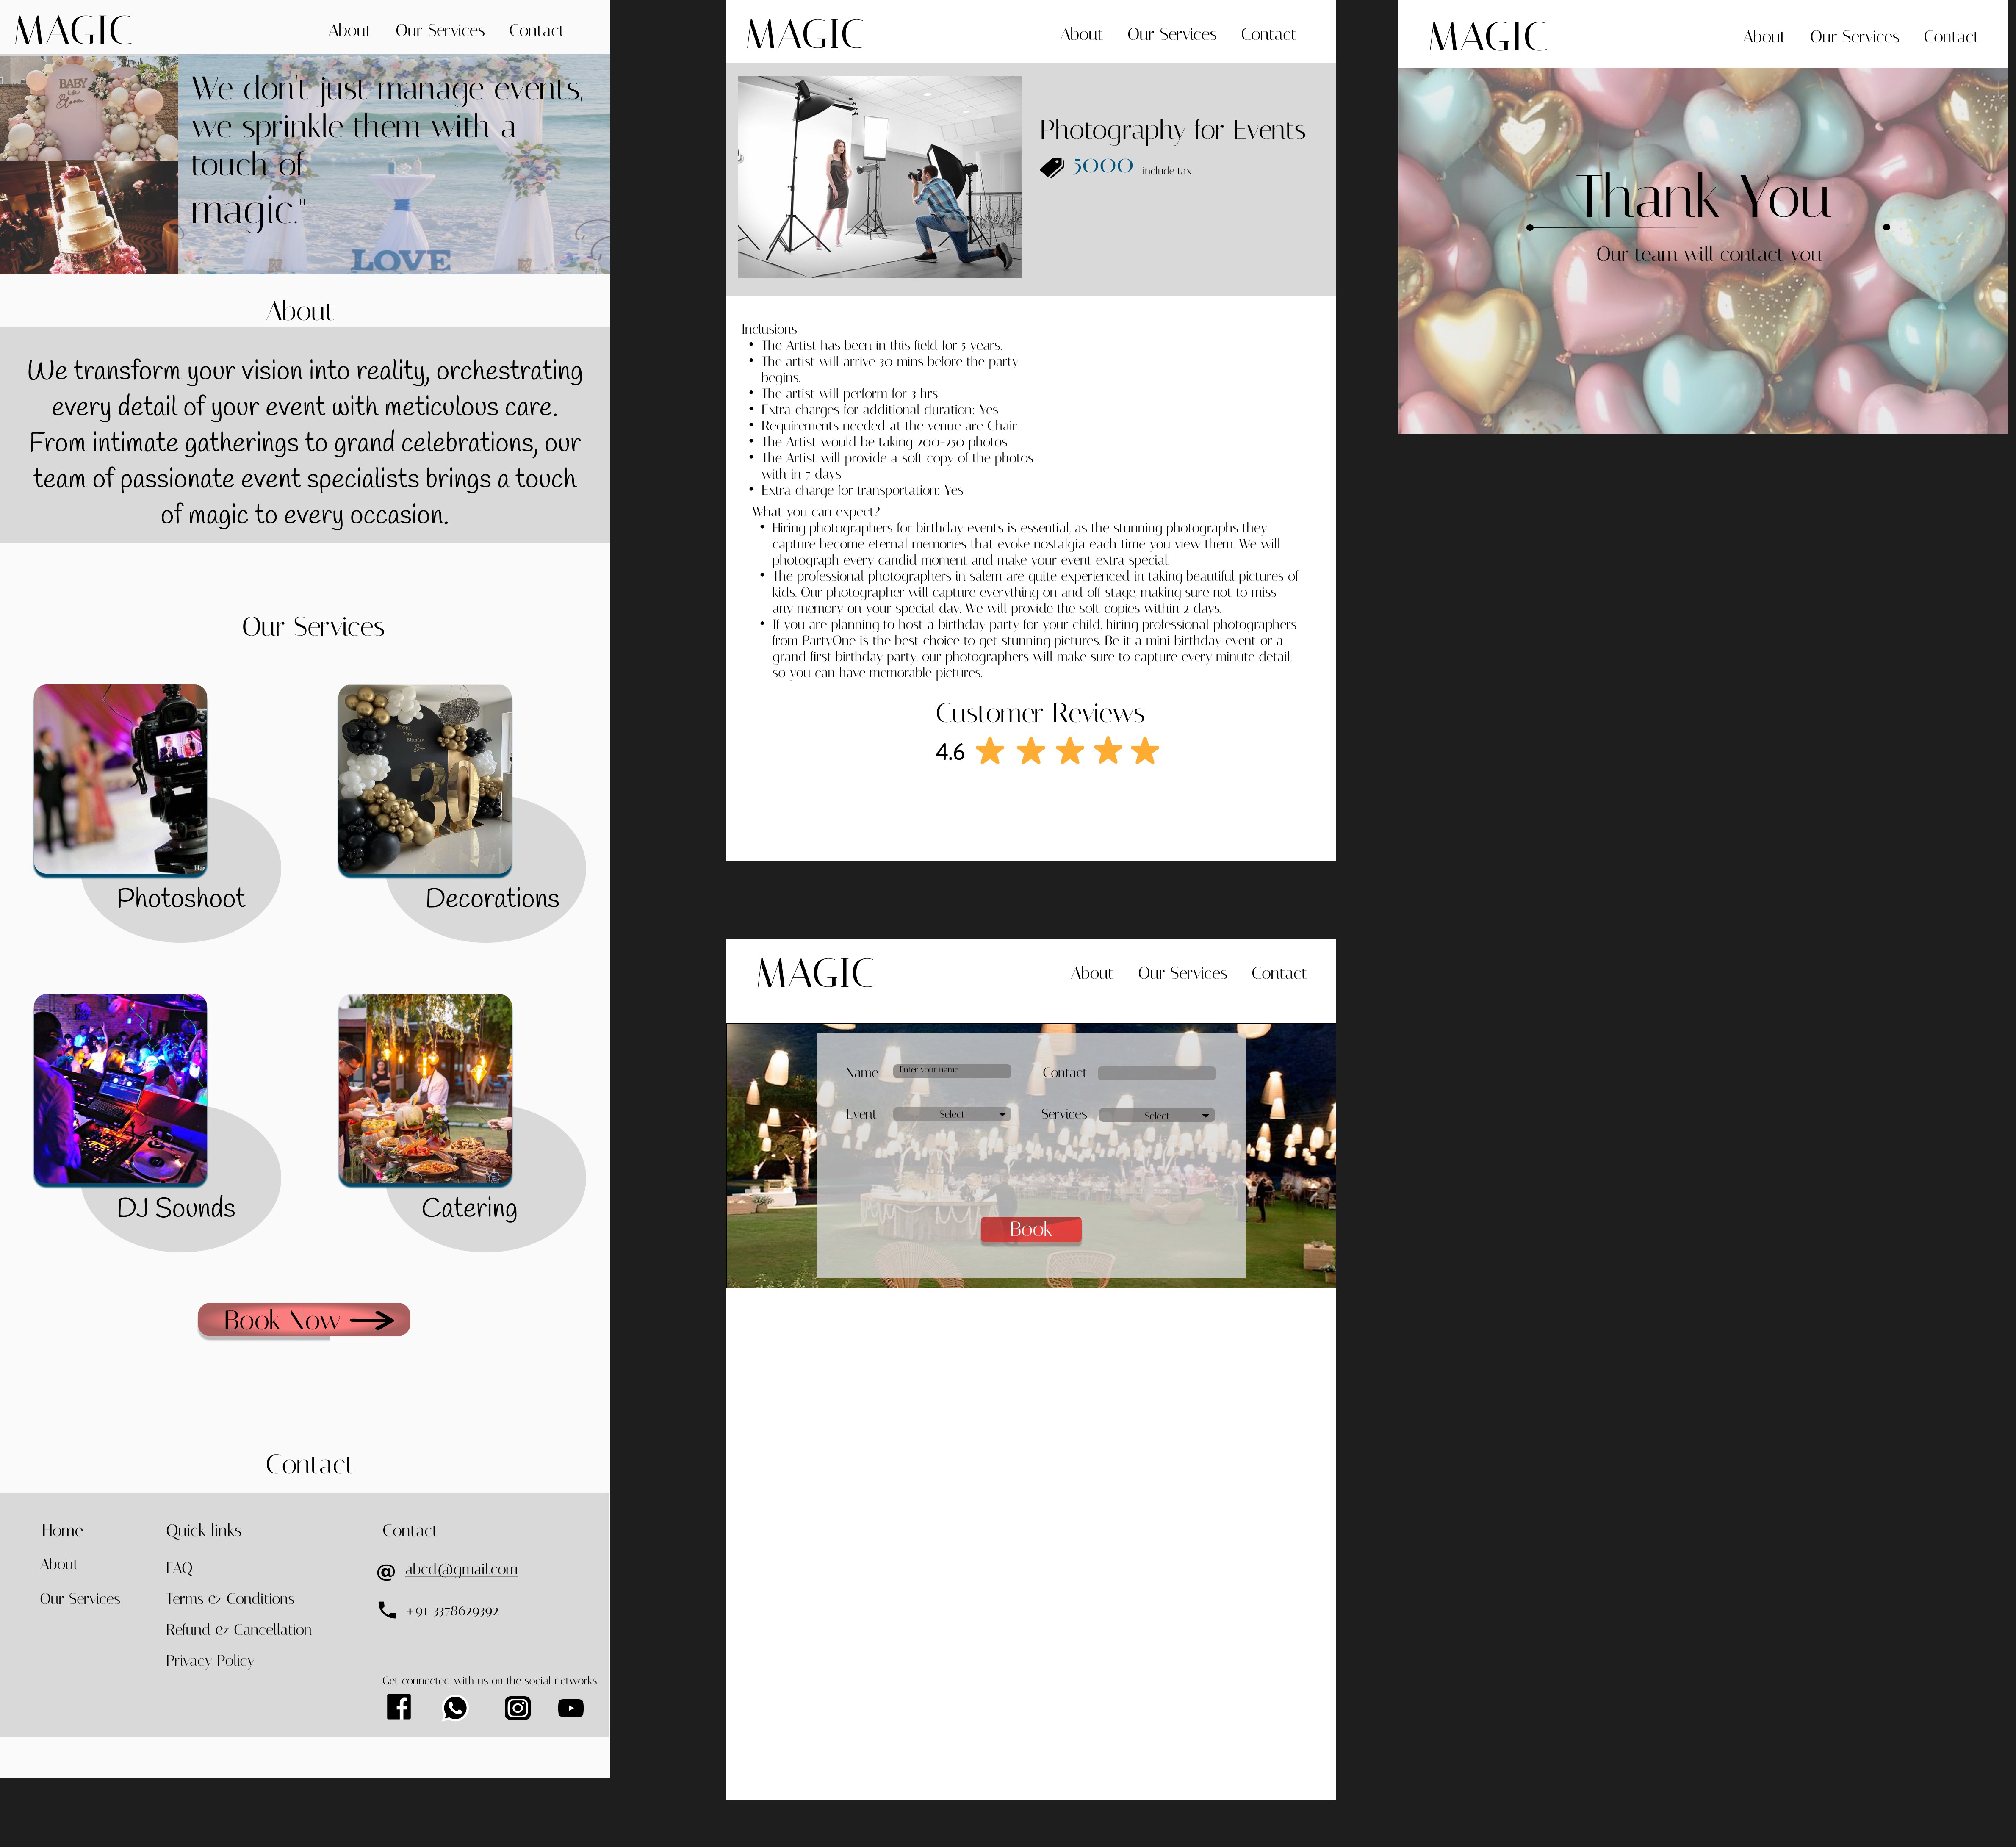 MAGIC
About Our Services Contact
BABY
in
Bloom
We don't just manage events,
we sprinkle them with a
touch of
magic."
LOVE
About
We transform your vision into reality, orchestrating
every detail of your event with meticulous care.
From intimate gatherings to grand celebrations, our
team of passionate event specialists brings a touch
of magic to every occasion.
Our Services
Canon
30
Photoshoot
Decorations
DJ Sounds
Catering
Book Now
Contact
Home
About
Our Services
Quick links
FAQ
Terms & Conditions
Refund & Cancellation
Privacy Policy
Contact
@ abcd@gmail.com
+91 3378629392
Get connected with us on the social networks
MAGIC
About Our Services Contact
Photography for Events
5000 include tax
Inclusions
• The Artist has been in this field for 5 years.
• The artist will arrive 30 mins before the party
begins.
• The artist will perform for 3 hrs
• Extra charges for additional duration: Yes
• Requirements needed at the venue are Chair
• The Artist would be taking 200-250 photos
• The Artist will provide a soft copy of the photos
with in 7 days
• Extra charge for transportation: Yes
What you can expect?
• Hiring photographers for birthday events is essential, as the stunning photographs they
capture become eternal memories that evoke nostalgia each time you view them. We will
photograph every candid moment and make your event extra special.
• The professional photographers in salem are quite experienced in taking beautiful pictures of
kids. Our photographer will capture everything on and off stage, making sure not to miss
any memory on your special day. We will provide the soft copies within 2 days.
• If you are planning to host a birthday party for your child, hiring professional photographers
from PartyOne is the best choice to get stunning pictures. Be it a mini birthday event or a
grand first birthday party, our photographers will make sure to capture every minute detail,
so you can have memorable pictures.
Customer Reviews
4.6
MAGIC
About Our Services Contact
Name Enter your name Contact
Event Select Services Select
Book
MAGIC
About Our Services Contact
Thank You
Our team will contact you